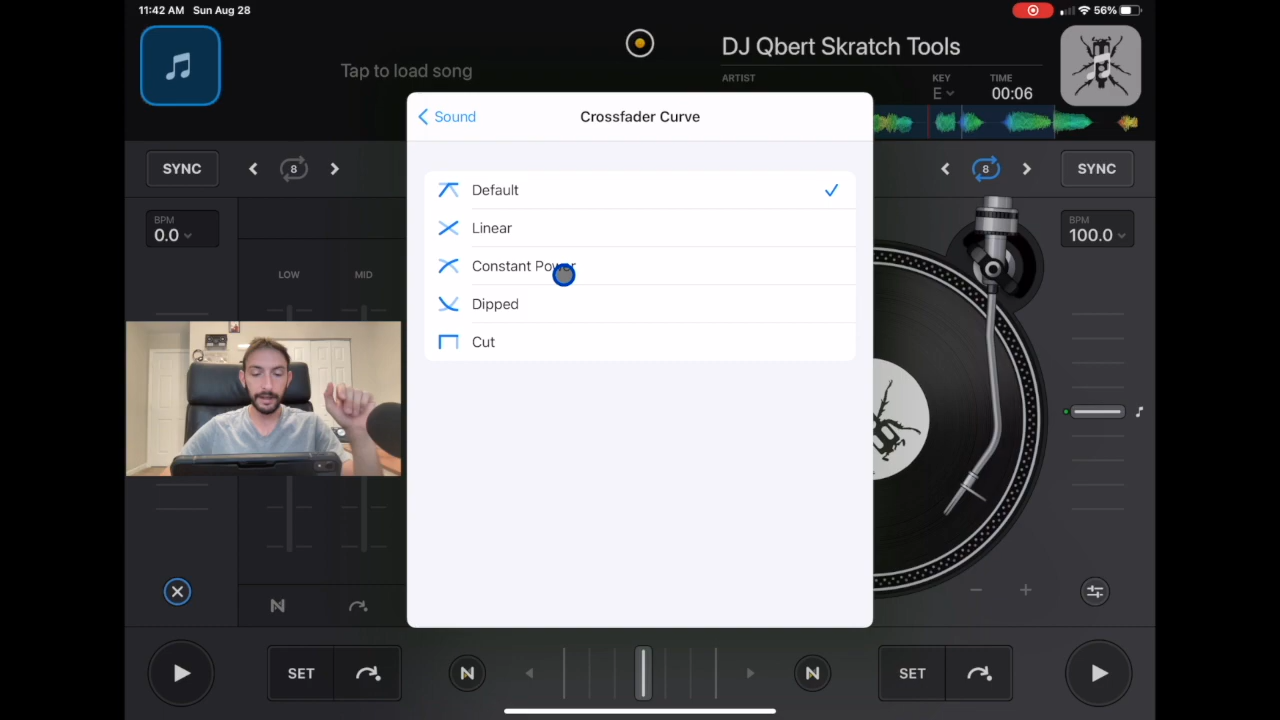 11:42 AM Sun Aug 28
56%
Tap to load song
DJ Qbert Skratch Tools
ARTIST
KEY
E
TIME
00:06
Sound
Crossfader Curve
SYNC
8
8
SYNC
BPM
0.0
BPM
100.0
LOW
MID
Default
Linear
Constant Power
Dipped
Cut
SET
N
N
SET